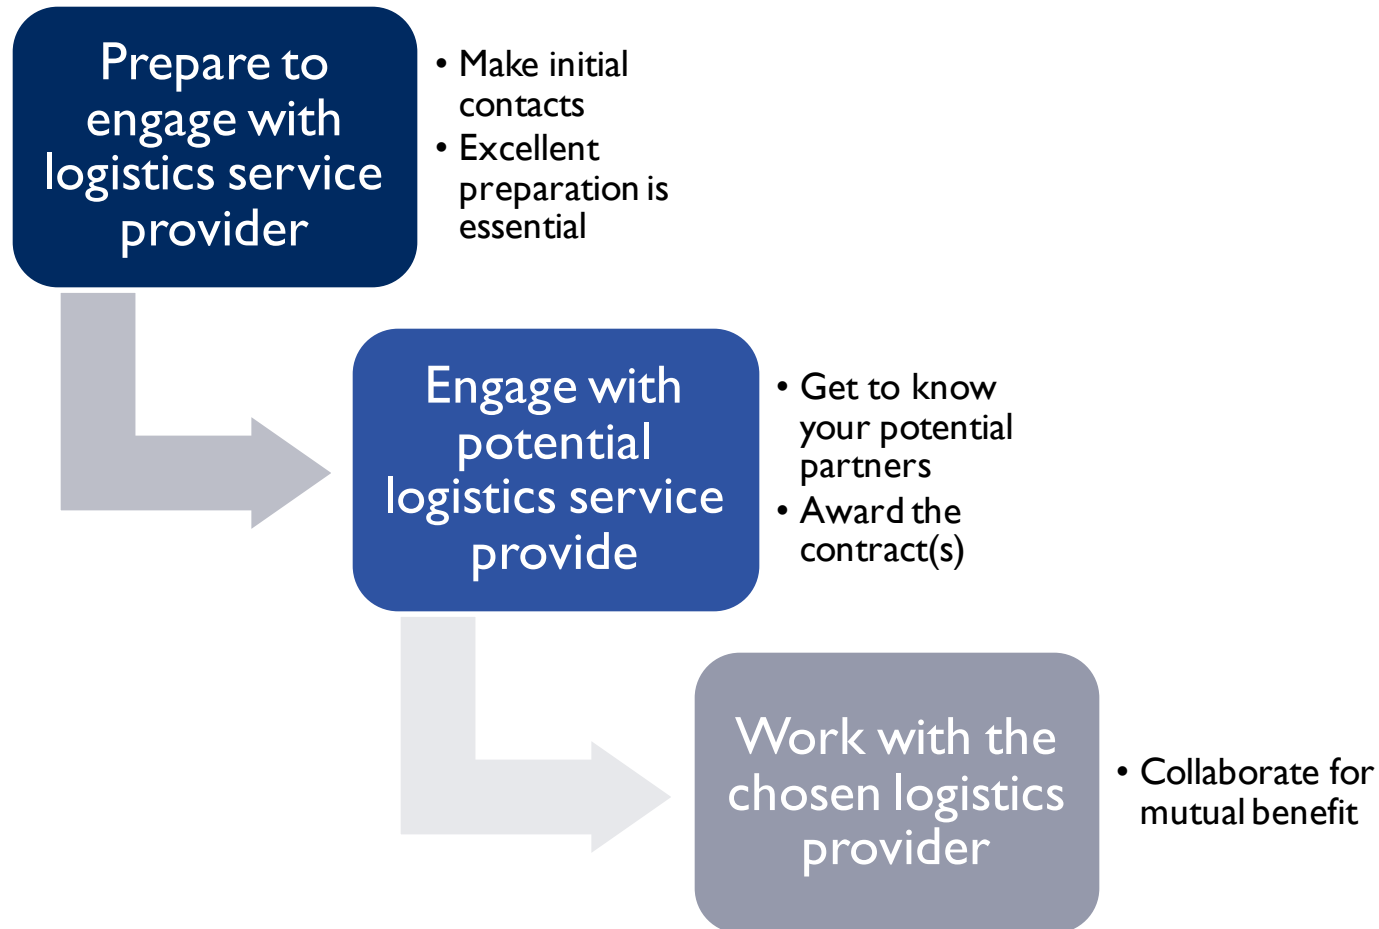 Prepare to
engage with
logistics service
provider
• Make initial
contacts
• Excellent
preparation is
essential
Engage with
potential
logistics service
provide
• Get to know
your potential
partners
• Award the
contract(s)
Work with the
chosen logistics
provider
• Collaborate for
mutual benefit